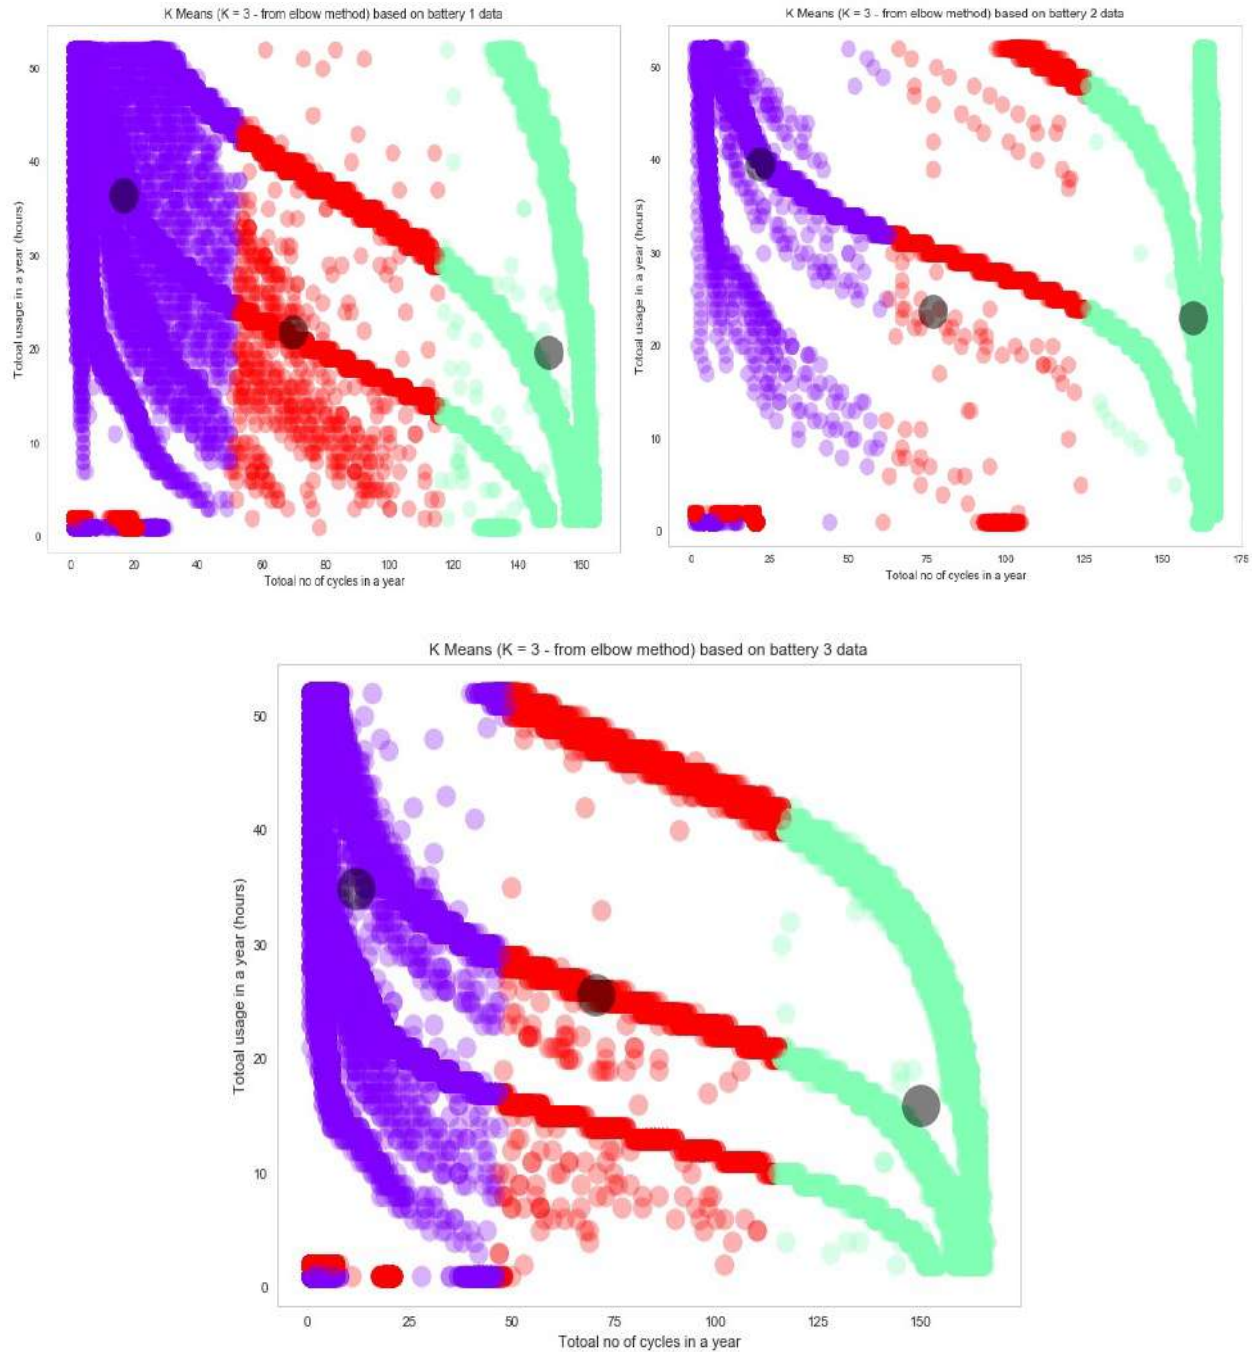 K Means (K = 3 - from elbow method) based on battery 1 data
50
40
30
20
10
0
Totoal usage in a year (hours)
0 20 40 60 80 100 120 140 160
Totoal no of cycles in a year
K Means (K = 3 - from elbow method) based on battery 2 data
50
40
30
20
10
0
Totoal usage in a year (hours)
0 25 50 75 100 125 150 175
Totoal no of cycles in a year
K Means (K = 3 - from elbow method) based on battery 3 data
50
40
30
20
10
0
Totoal usage in a year (hours)
0 25 50 75 100 125 150
Totoal no of cycles in a year